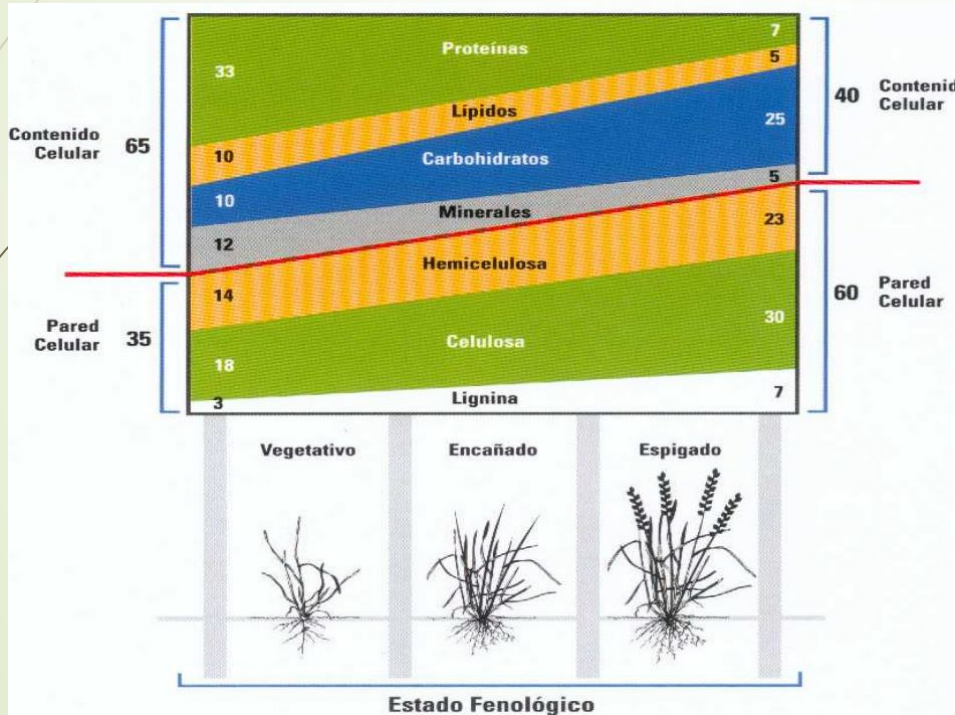 Proteínas
7
33
5
Lípidos
40
Contenid
Celular
Contenido
Celular
65
25
10
Carbohidratos
10
5
Minerales
12
23
Hemicelulosa
14
60
Pared
Celular
Pared
Celular
35
30
Celulosa
18
7
Lignina
3
Vegetativo
Encañado
Espigado
Estado Fenológico